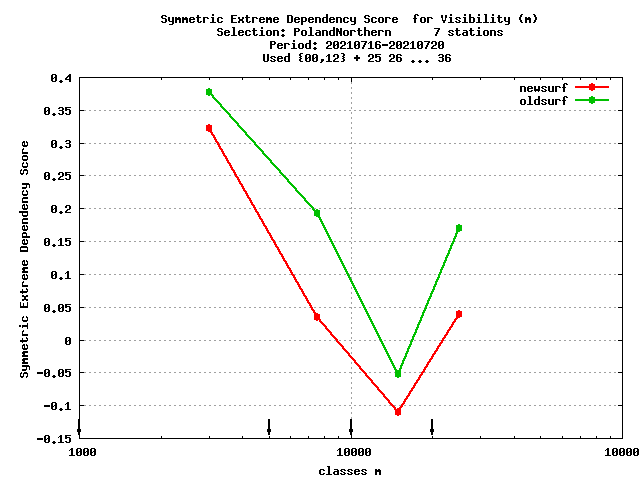 Symmetric Extreme Dependency Score  for Visibility (m)
Selection: PolandNorthern      7 stations
Period: 20210716-20210720
Used {00,12} + 25 26 ... 36
newsurf
oldsurf
Symmetric Extreme Dependency Score
0.4
0.35
0.3
0.25
0.2
0.15
0.1
0.05
0
-0.05
-0.1
-0.15
1000
10000
10000
classes m